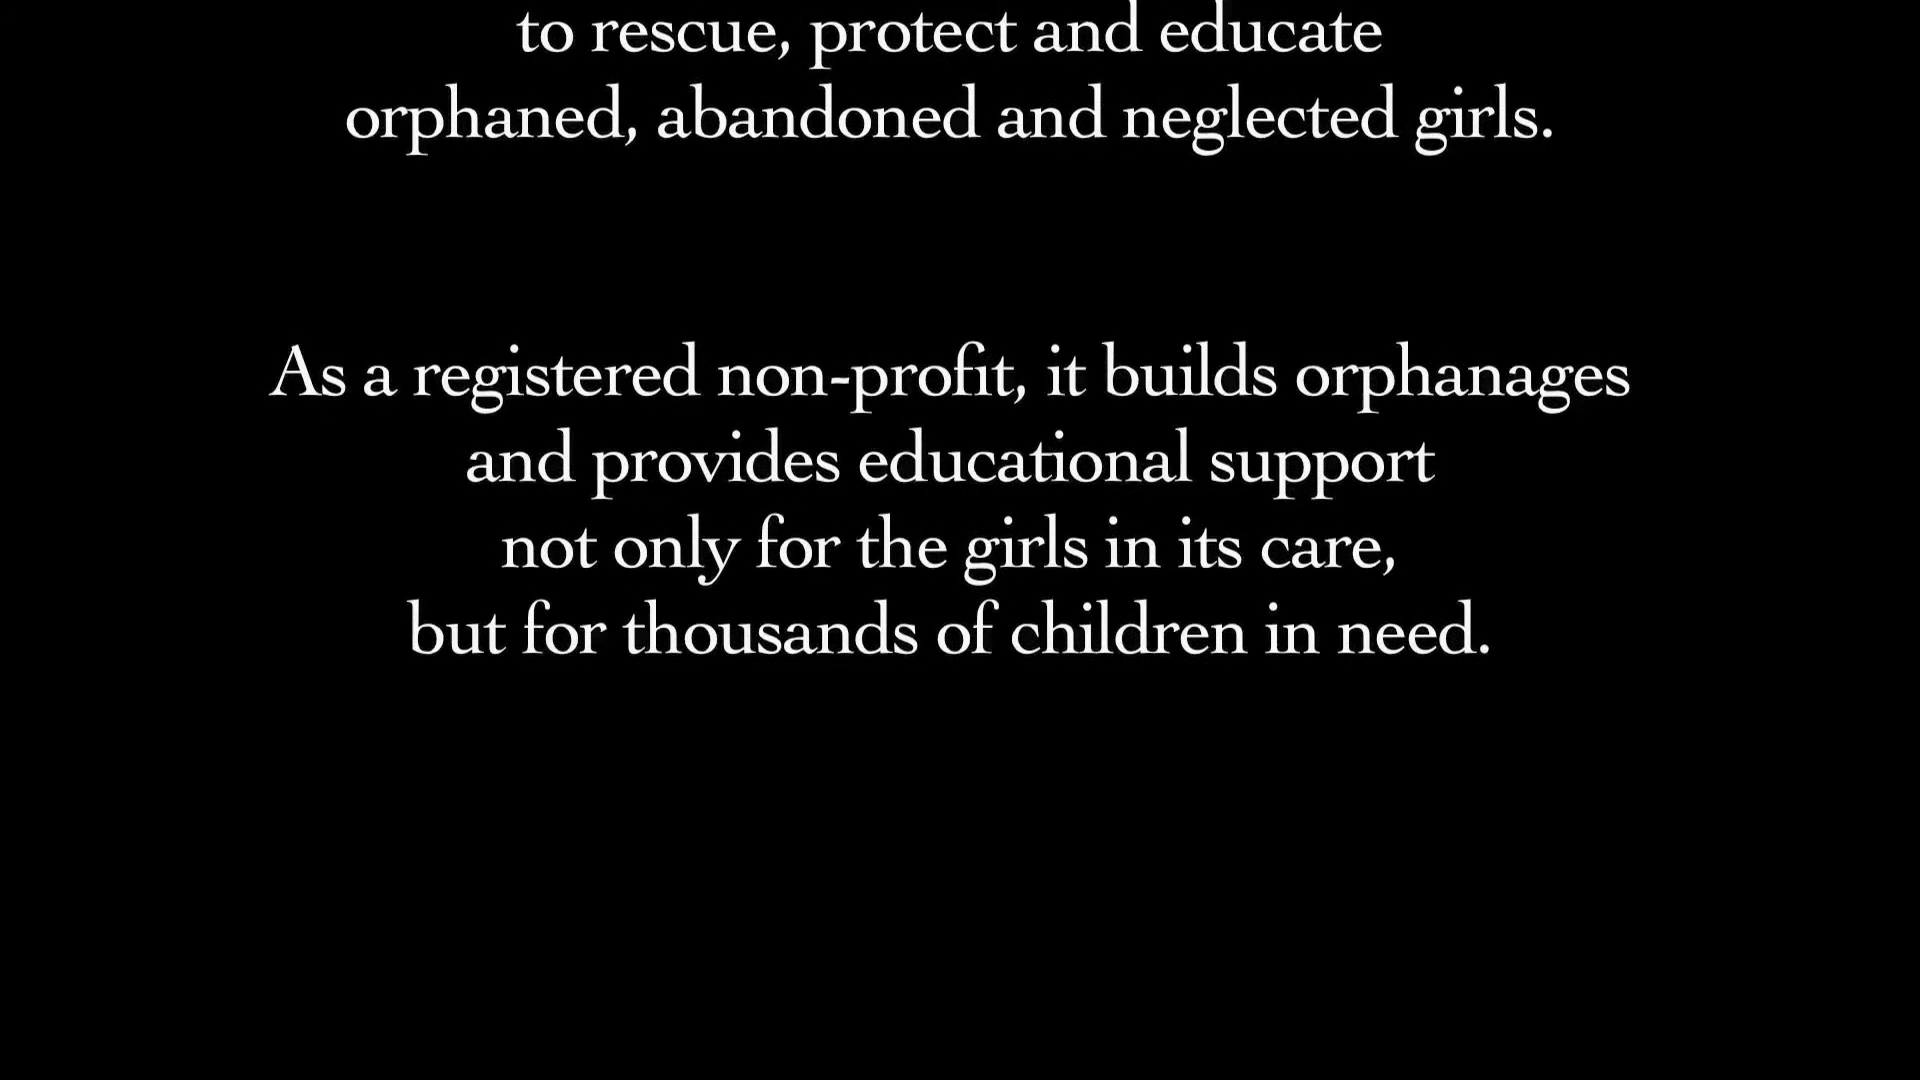 to rescue, protect and educate
orphaned, abandoned and neglected girls.
As a registered non-profit, it builds orphanages
and provides educational support
not only for the girls in its care,
but for thousands of children in need.